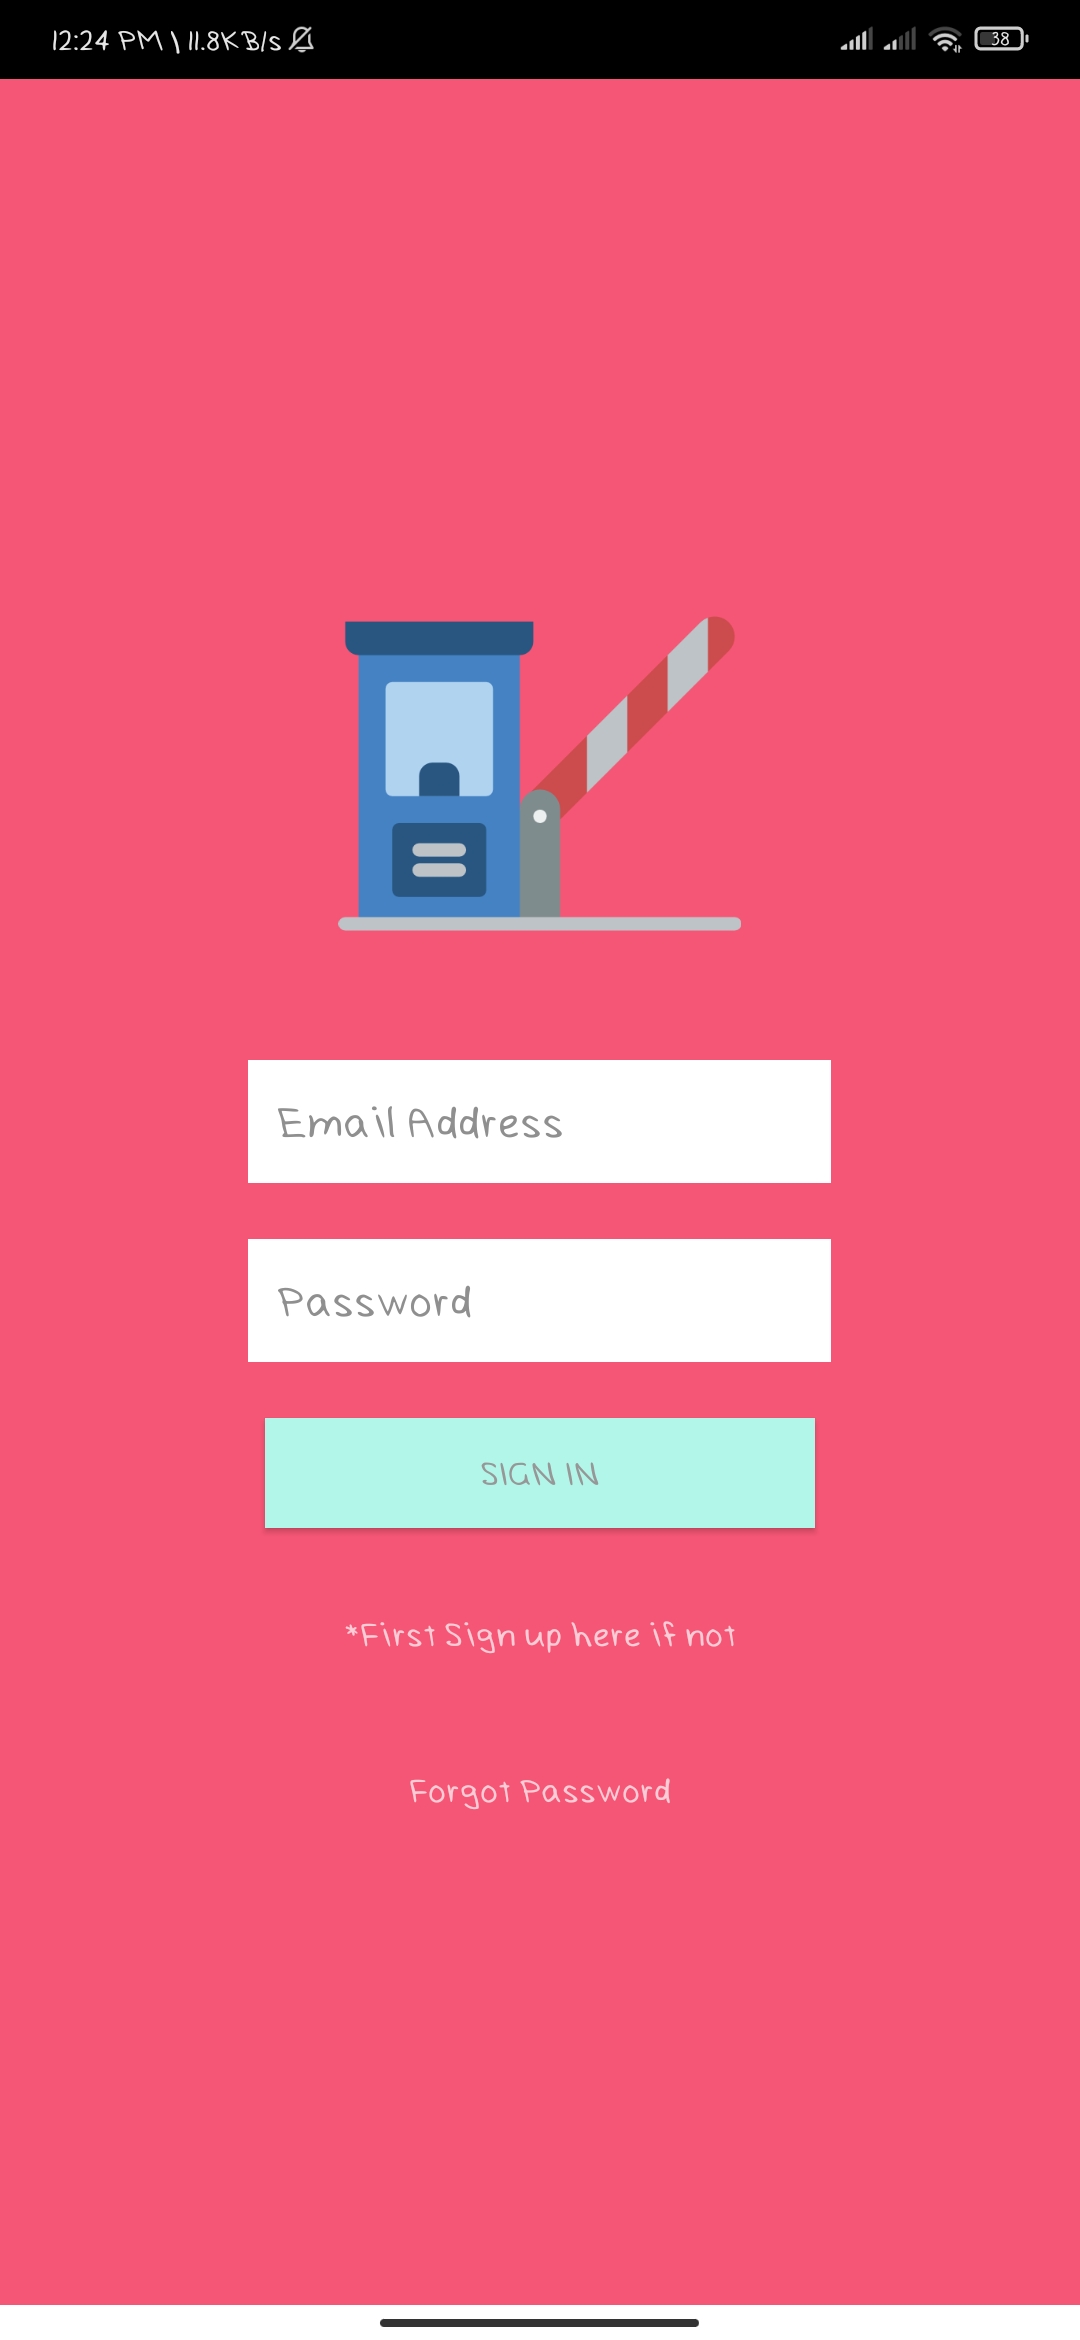 12:24 PM | 11.8KB/s
38
Email Address
Password
SIGN IN
*First Sign up here if not
Forgot Password